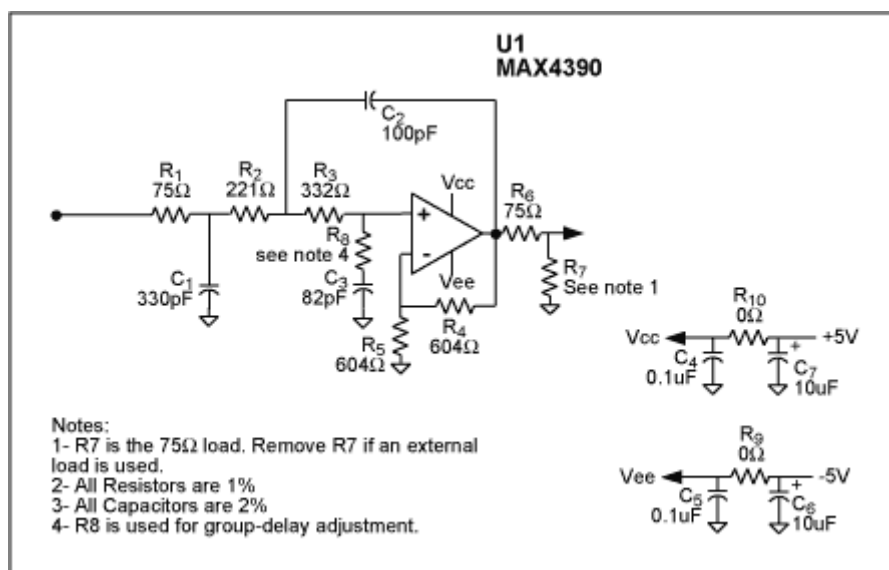 U1
MAX4390
C2
100pF
R1
75Ω
R2
221Ω
R3
332Ω
Vcc
R6
75Ω
+
-
R8
see note 4
C1
330pF
C3
82pF
Vee
R7
See note 1
R4
604Ω
R5
604Ω
R10
0Ω
Vcc
+5V
C4
0.1uF
+
C7
10uF
R9
0Ω
Vee
-5V
C5
0.1uF
+
C6
10uF
Notes:
1- R7 is the 75Ω load. Remove R7 if an external
load is used.
2- All Resistors are 1%
3- All Capacitors are 2%
4- R8 is used for group-delay adjustment.